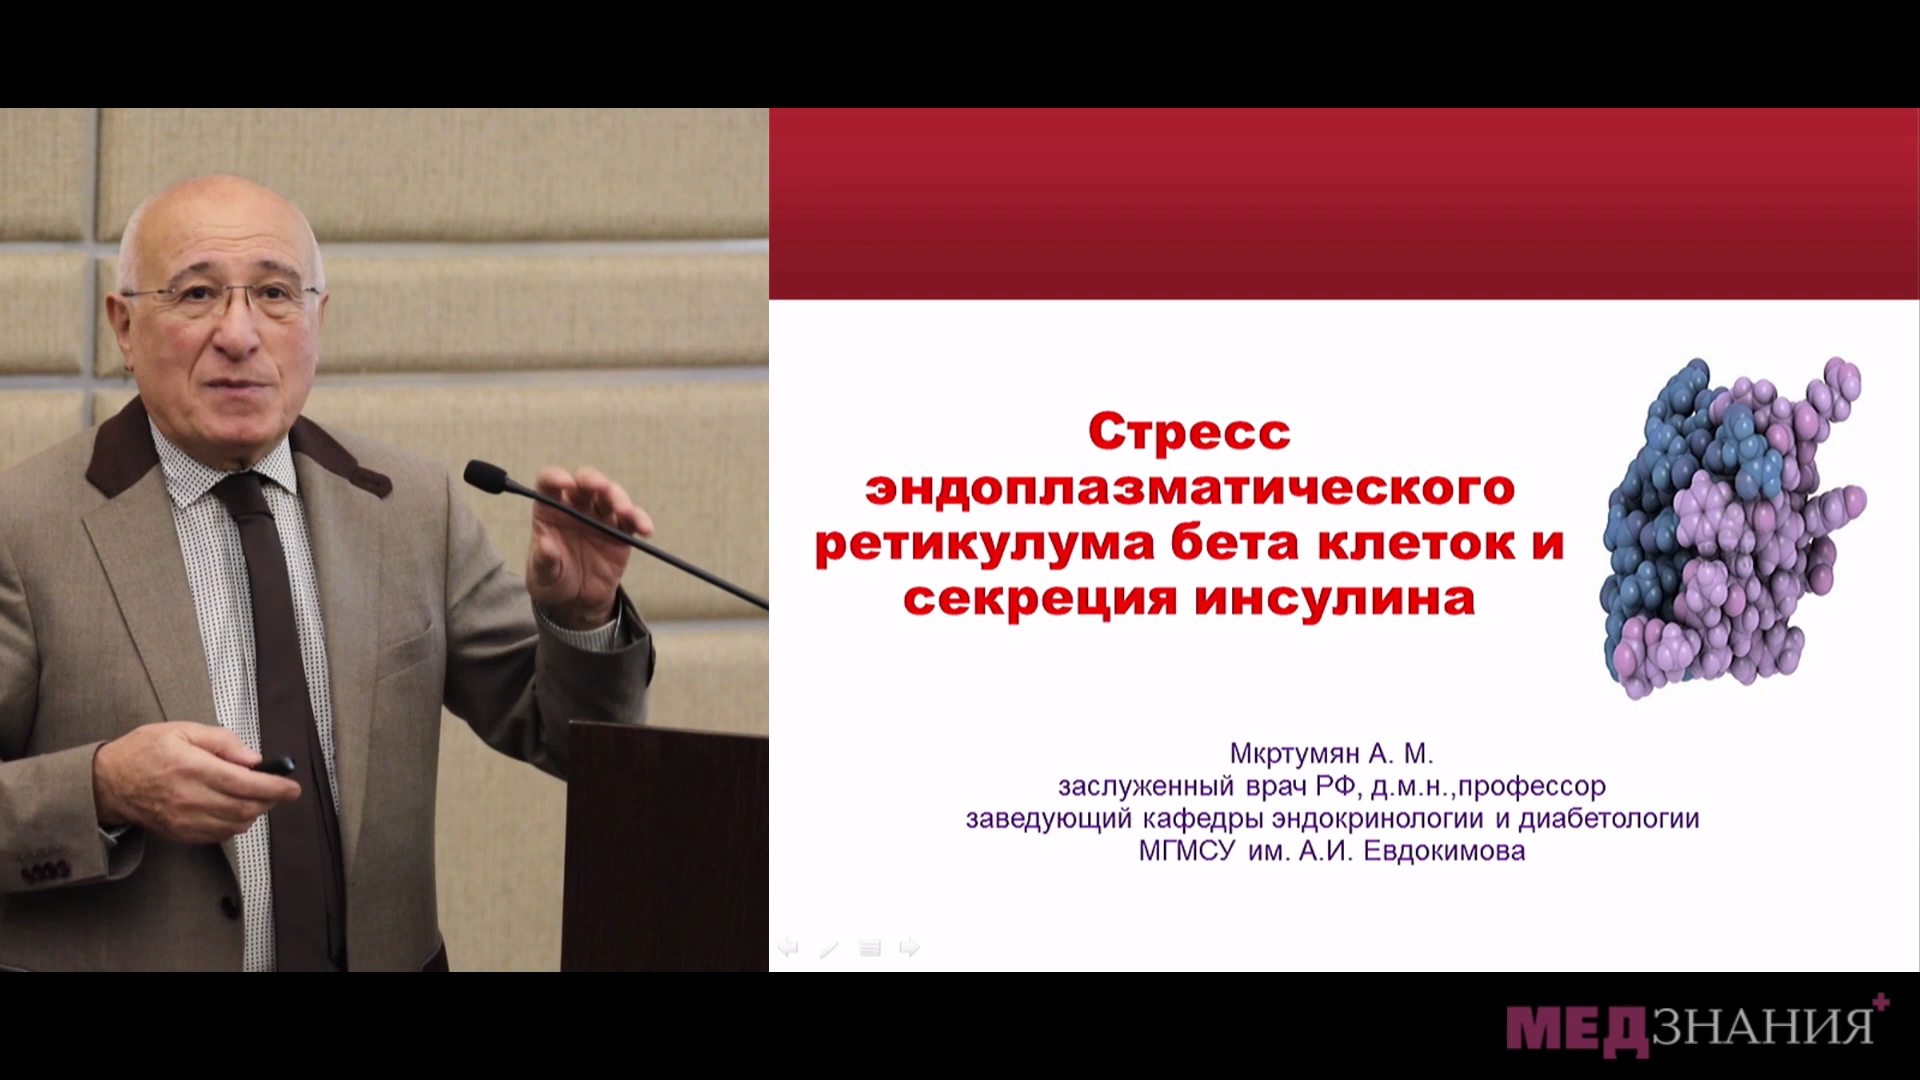 Стресс
эндоплазматического
ретикулума бета клеток и
секреция инсулина
Мкртумян А. М.
заслуженный врач РФ, д.м.н.,профессор
заведующий кафедры эндокринологии и диабетологии
МГМСУ им. А.И. Евдокимова
МЕДЗНАНИЯ+